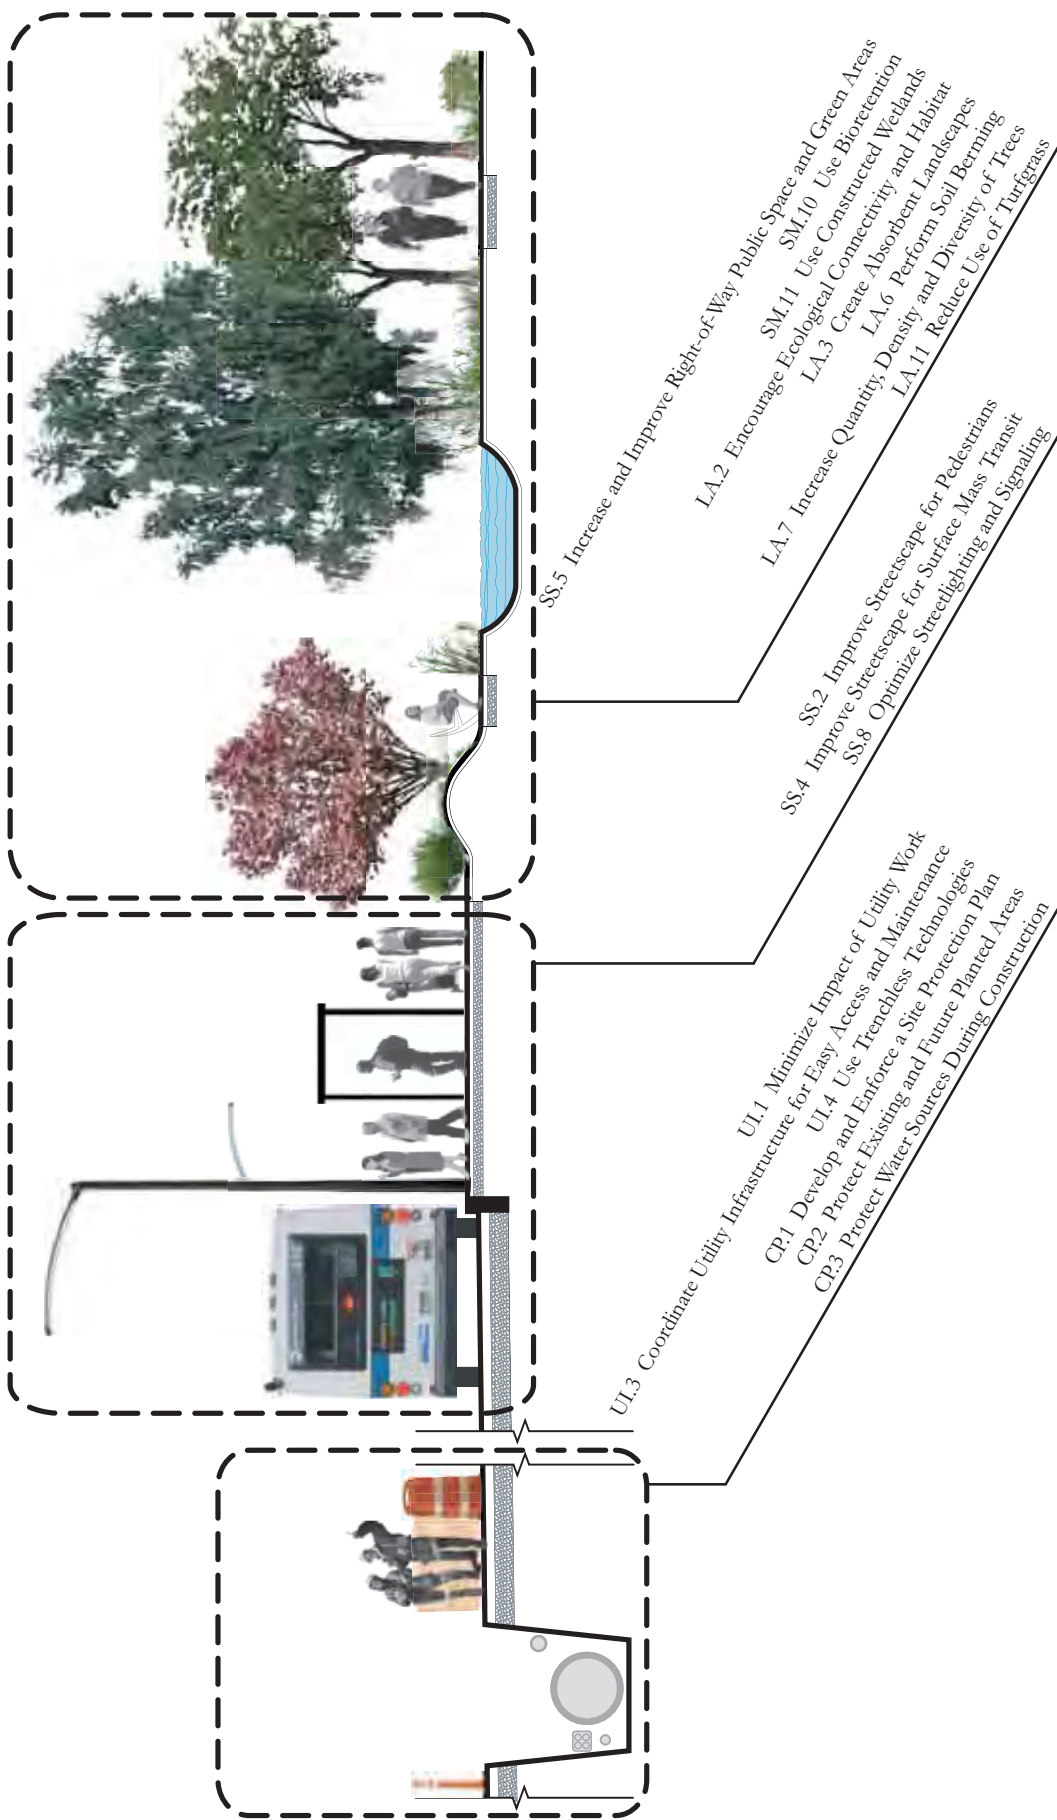 SS.5 Increase and Improve Right-of-Way Public Space and Green Areas
SM.10 Use Bioretention
SM.11 Use Constructed Wetlands
LA.2 Encourage Ecological Connectivity and Habitat
LA.3 Create Absorbent Landscapes
LA.6 Perform Soil Berming
LA.7 Increase Quantity, Density and Diversity of Trees
LA.11 Reduce Use of Turfgrass
SS.2 Improve Streetscape for Pedestrians
SS.4 Improve Streetscape for Surface Mass Transit
SS.8 Optimize Streetlighting and Signaling
UI.1 Minimize Impact of Utility Work
UI.3 Coordinate Utility Infrastructure for Easy Access and Maintenance
UI.4 Use Trenchless Technologies
CP.1 Develop and Enforce a Site Protection Plan
CP.2 Protect Existing and Future Planted Areas
CP.3 Protect Water Sources During Construction